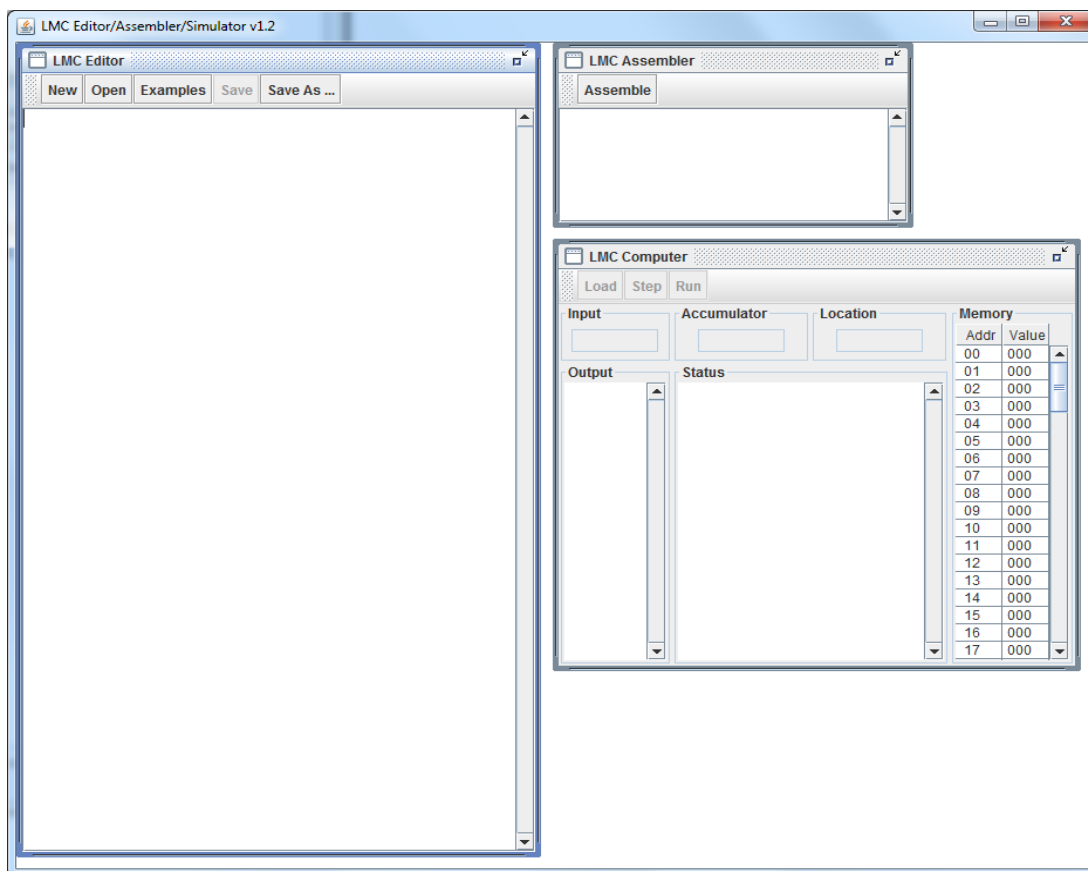 LMC Editor/Assembler/Simulator v1.2
LMC Editor
New Open Examples Save Save As ...
LMC Assembler
Assemble
LMC Computer
Load Step Run
Input Accumulator Location Memory
Output Status
Addr Value
00 000
01 000
02 000
03 000
04 000
05 000
06 000
07 000
08 000
09 000
10 000
11 000
12 000
13 000
14 000
15 000
16 000
17 000